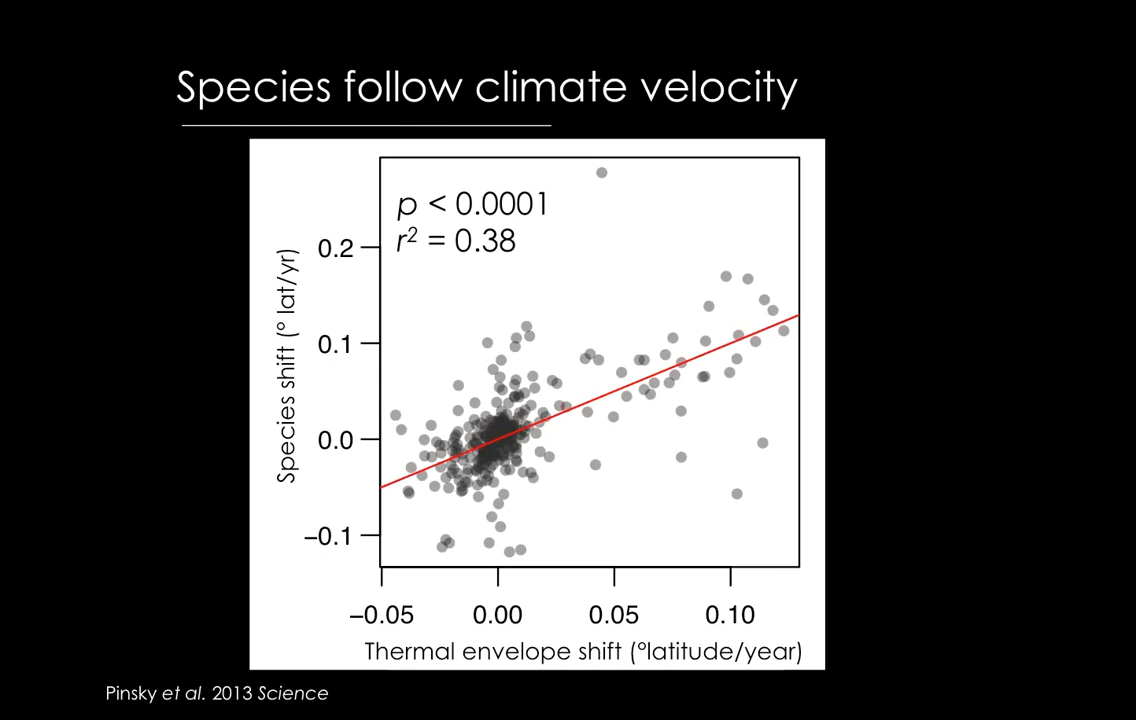 Species follow climate velocity
p < 0.0001
r² = 0.38
Species shift (° lat/yr)
0.2
0.1
0.0
−0.1
−0.05 0.00 0.05 0.10
Thermal envelope shift (°latitude/year)
Pinsky et al. 2013 Science